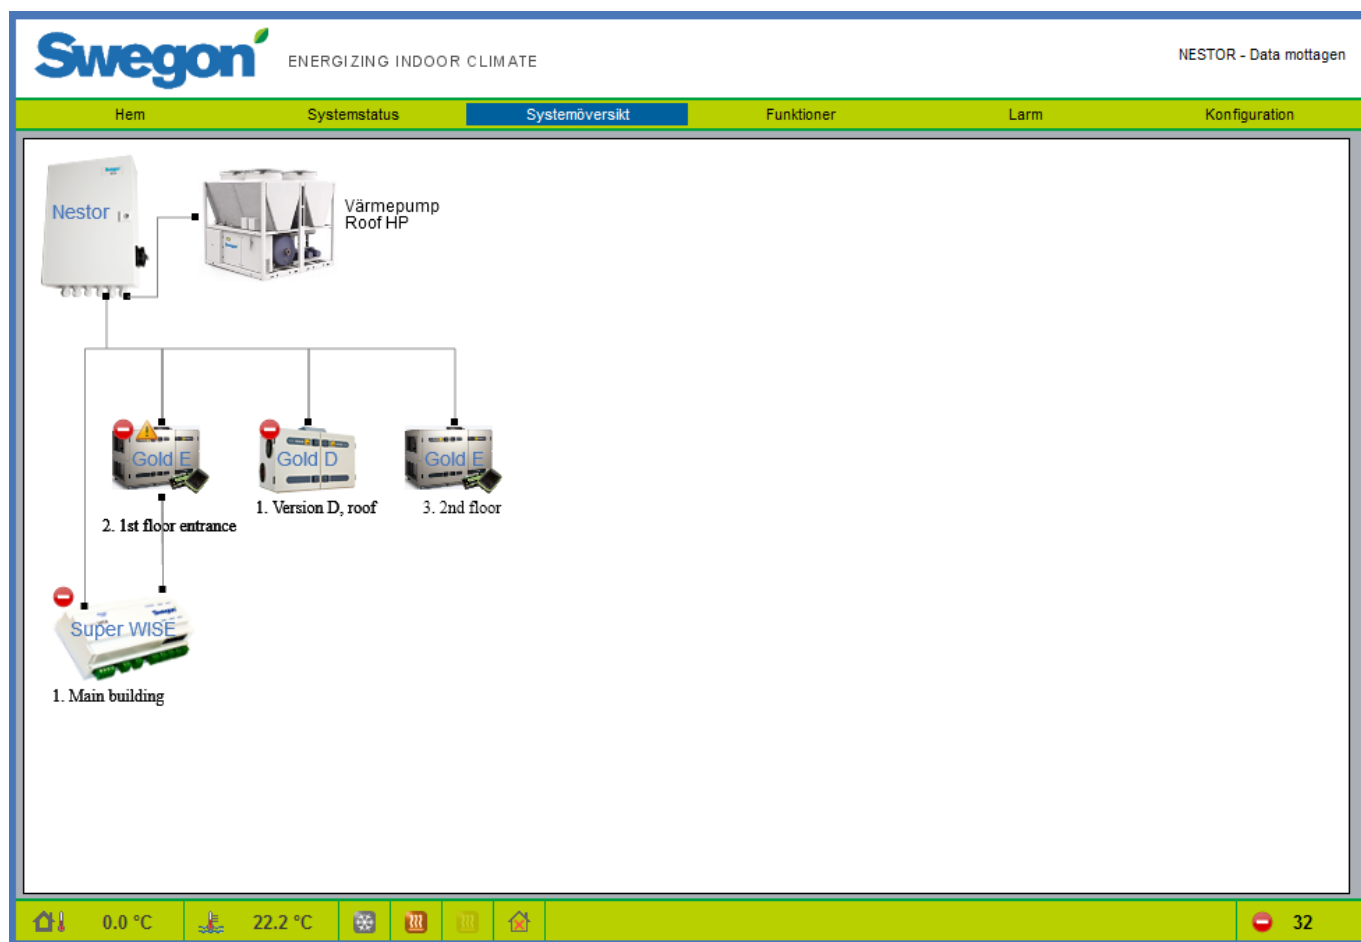 Swegon
ENERGIZING INDOOR CLIMATE
NESTOR - Data mottagen
Hem
Systemstatus
Systemöversikt
Funktioner
Larm
Konfiguration
Nestor
Värmepump
Roof HP
Gold E
Gold D
Gold E
2. 1st floor entrance
1. Version D, roof
3. 2nd floor
Super WISE
1. Main building
0.0 °C
22.2 °C
32